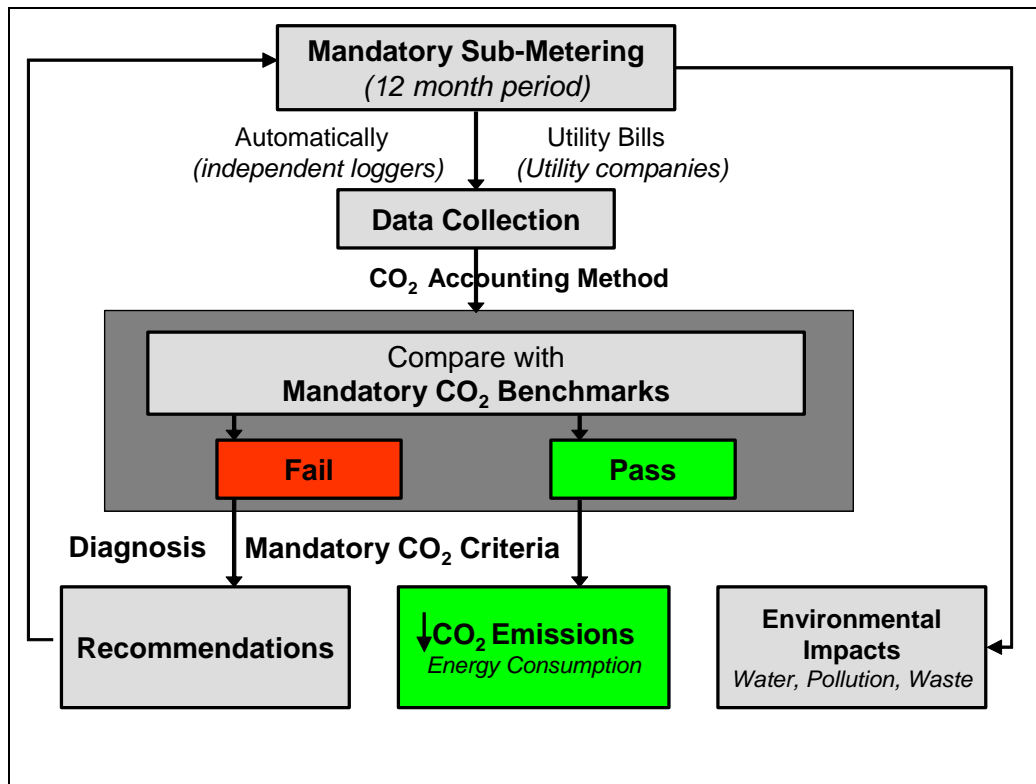 Mandatory Sub-Metering
(12 month period)
Automatically
(independent loggers)
Utility Bills
(Utility companies)
Data Collection
CO₂ Accounting Method
Compare with
Mandatory CO₂ Benchmarks
Fail
Pass
Diagnosis
Mandatory CO₂ Criteria
Recommendations
CO₂ Emissions
Energy Consumption
Environmental
Impacts
Water, Pollution, Waste